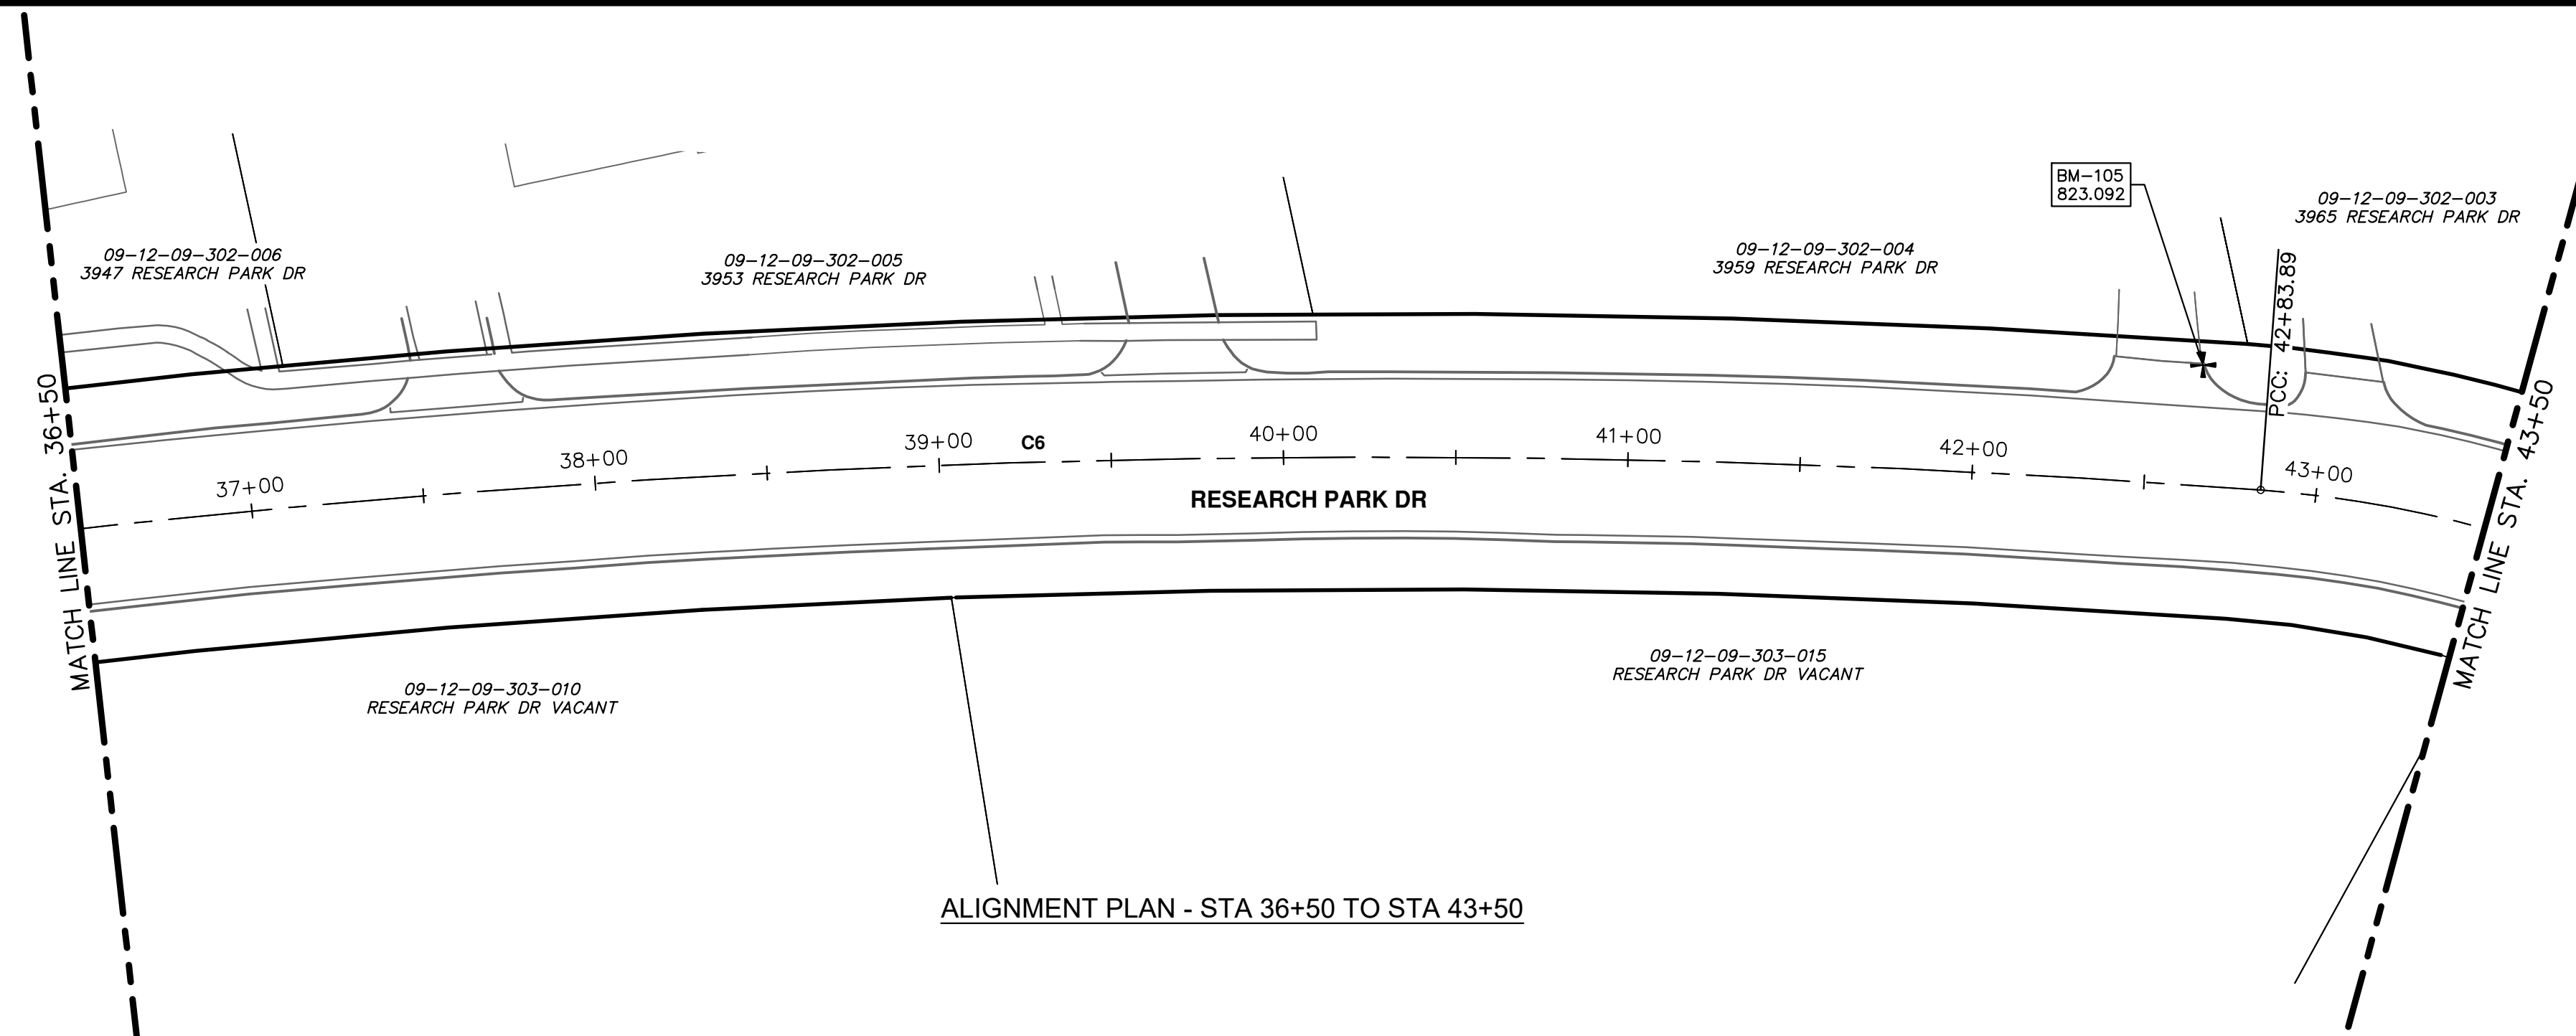 BM-105
823.092
09-12-09-302-003
3965 RESEARCH PARK DR
09-12-09-302-006
3947 RESEARCH PARK DR
09-12-09-302-005
3953 RESEARCH PARK DR
09-12-09-302-004
3959 RESEARCH PARK DR
PCC: 42+83.89
MATCH LINE STA. 36+50
37+00
38+00
39+00
C6
40+00
41+00
42+00
43+00
MATCH LINE STA. 43+50
RESEARCH PARK DR
09-12-09-303-010
RESEARCH PARK DR VACANT
09-12-09-303-015
RESEARCH PARK DR VACANT
ALIGNMENT PLAN - STA 36+50 TO STA 43+50